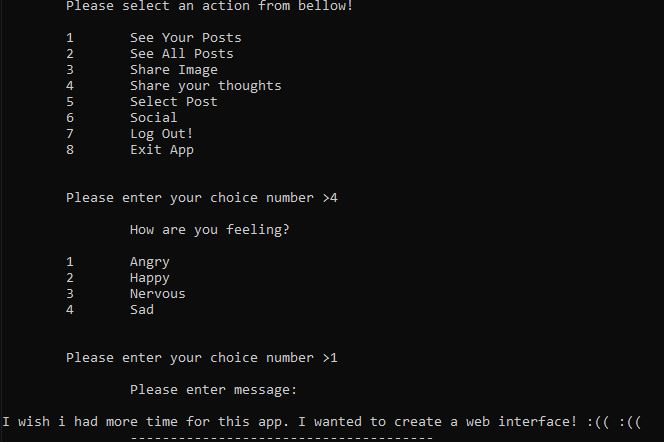 Please select an action from bellow!
1 See Your Posts
2 See All Posts
3 Share Image
4 Share your thoughts
5 Select Post
6 Social
7 Log Out!
8 Exit App
Please enter your choice number >4
How are you feeling?
1 Angry
2 Happy
3 Nervous
4 Sad
Please enter your choice number >1
Please enter message:
I wish i had more time for this app. I wanted to create a web interface! :(( :((
--------------------------------------